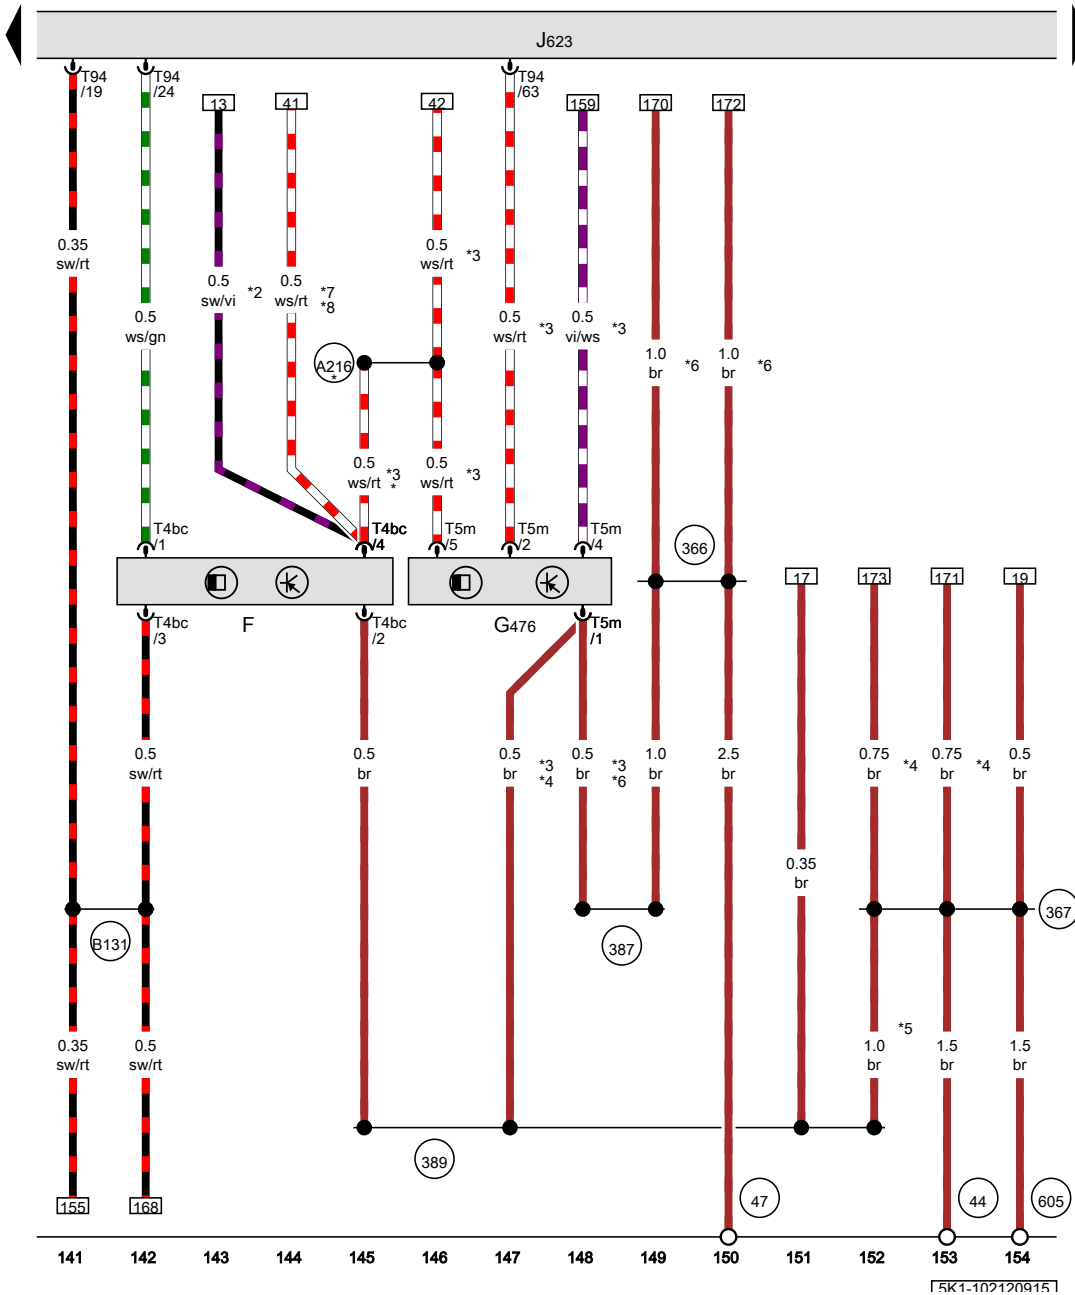 J623
T94
/19
T94
/24
T94
/63
13
41
42
159
170
172
0.35
sw/rt
0.5
ws/rt
*3
0.5
sw/vi
*2
0.5
ws/rt
*7
*8
0.5
ws/gn
0.5
ws/rt
*3
0.5
vi/ws
*3
1.0
br
*6
1.0
br
*6
A216
*
0.5
ws/rt
*3
*
0.5
ws/rt
*3
T4bc
/1
T4bc
/4
T5m
/5
T5m
/2
T5m
/4
366
17
173
171
19
T4bc
/3
F
T4bc
/2
G476
T5m
/1
0.5
sw/rt
0.5
br
0.5
br
*3
*4
0.5
br
*3
*6
1.0
br
2.5
br
0.75
br
*4
0.75
br
*4
0.5
br
0.35
br
B131
387
367
0.35
sw/rt
0.5
sw/rt
*5
1.0
br
1.5
br
1.5
br
389
155
168
47
44
605
141 142 143 144 145 146 147 148 149 150 151 152 153 154
5K1-102120915